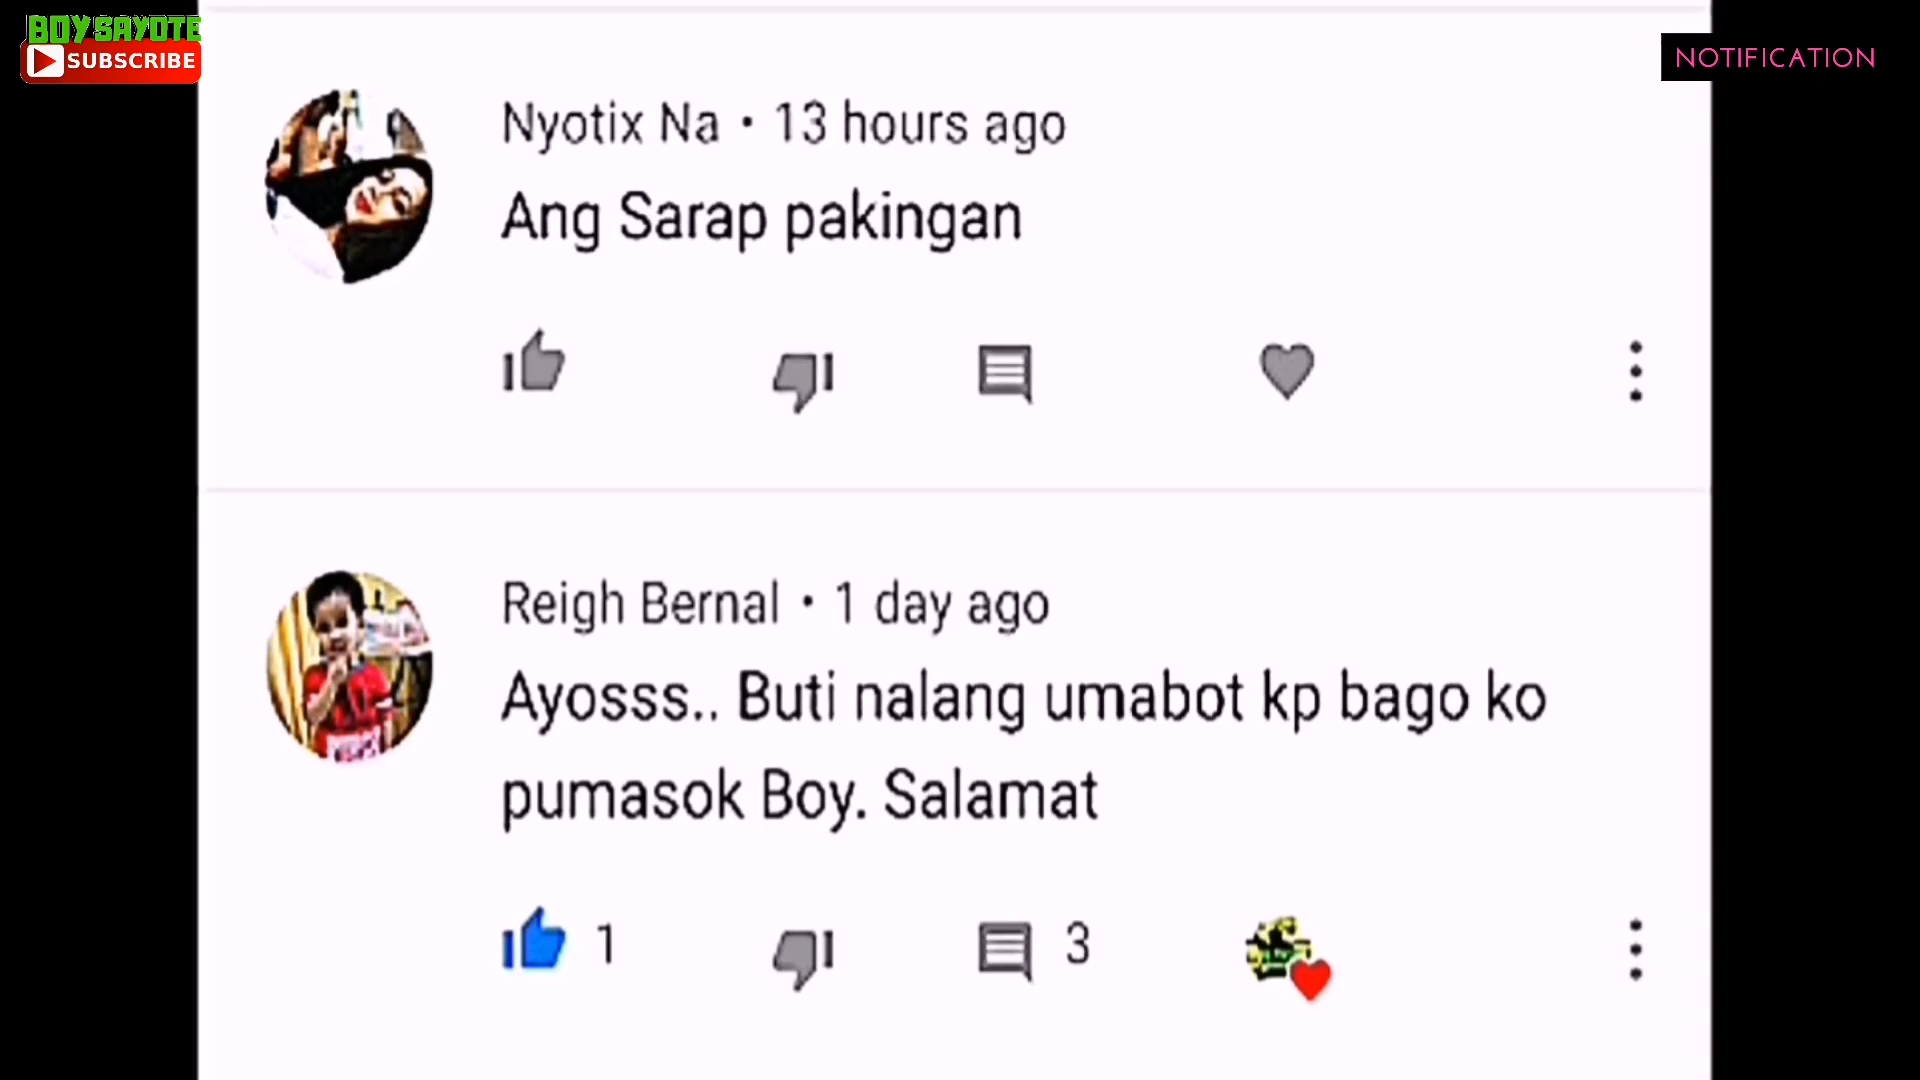 BOYSAYOTE
SUBSCRIBE
NOTIFICATION
Nyotix Na • 13 hours ago
Ang Sarap pakingan
Reigh Bernal • 1 day ago
Ayosss.. Buti nalang umabot kp bago ko
pumasok Boy. Salamat
1
3